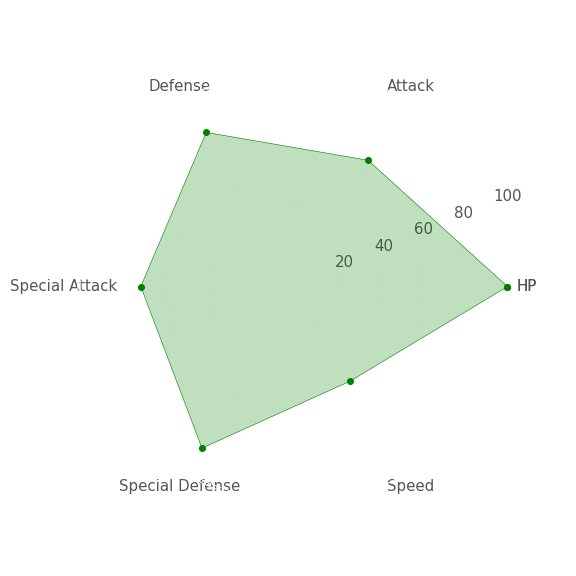 Defense
Attack
100
80
60
40
20
Special Attack
HP
Special Defense
Speed